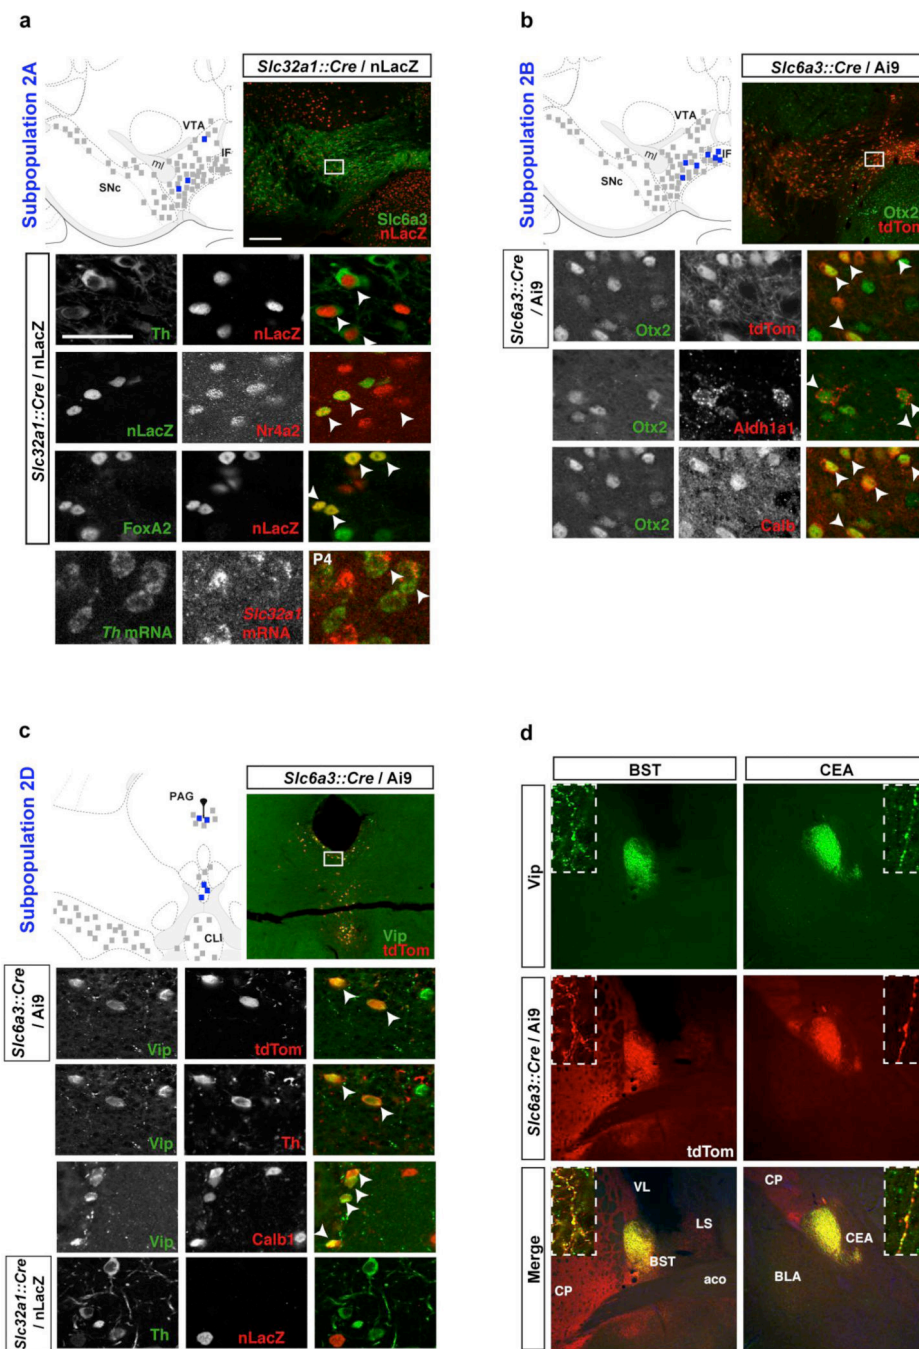 a
Subpopulation 2A
VTA
IF
ml
SNc
Slc32a1::Cre / nLacZ
Slc6a3
nLacZ
Slc32a1::Cre / nLacZ
Th
nLacZ
nLacZ
Nr4a2
FoxA2
nLacZ
Th mRNA
Slc32a1
mRNA
P4
b
Subpopulation 2B
VTA
IF
ml
SNc
Slc6a3::Cre / Ai9
IF
Otx2
tdTom
Slc6a3::Cre
/ Ai9
Otx2
tdTom
Otx2
Aldh1a1
Otx2
Calb
c
Subpopulation 2D
PAG
CLI
Slc6a3::Cre / Ai9
Vip
tdTom
Slc6a3::Cre
/ Ai9
Vip
tdTom
Vip
Th
Vip
Calb1
Slc32a1::Cre
/ nLacZ
Th
nLacZ
d
BST
CEA
Vip
Slc6a3::Cre / Ai9
tdTom
Merge
VL
LS
BST
aco
CP
CP
CEA
BLA